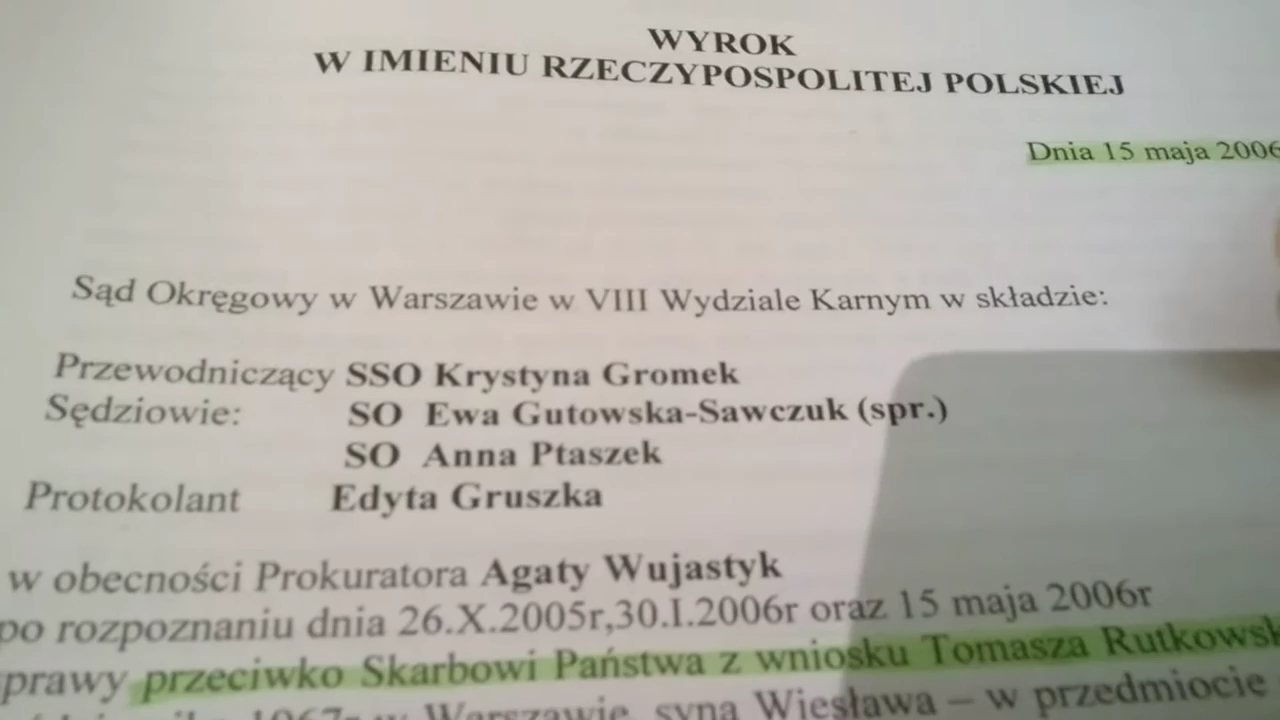 WYROK
W IMIENIU RZECZYPOSPOLITEJ POLSKIEJ
Dnia 15 maja 2006
Sąd Okręgowy w Warszawie w VIII Wydziale Karnym w składzie:
Przewodniczący SSO Krystyna Gromek
Sędziowie: SO Ewa Gutowska-Sawczuk (spr.)
SO Anna Ptaszek
Protokolant Edyta Gruszka
w obecności Prokuratora Agaty Wujastyk
po rozpoznaniu dnia 26.X.2005r,30.I.2006r oraz 15 maja 2006r
sprawy przeciwko Skarbowi Państwa z wniosku Tomasza
1967r w Warszawie, syna Wiesława – w przedmiocie